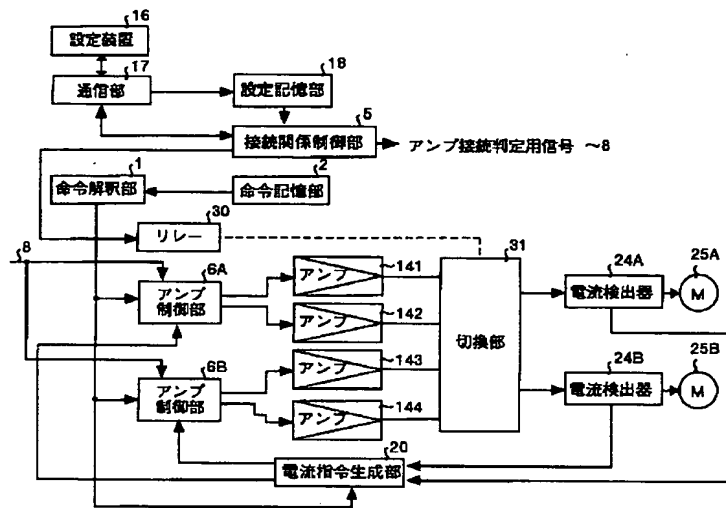 16
設定装置
17
通信部
18
設定記憶部
5
接続関係制御部
アンプ接続判定用信号 ~8
1
命令解釈部
2
命令記憶部
30
リレー
8
6A
アンプ
制御部
アンプ
141
アンプ
142
31
切換部
24A
電流検出器
25A
M
6B
アンプ
制御部
アンプ
143
アンプ
144
24B
電流検出器
25B
M
20
電流指令生成部